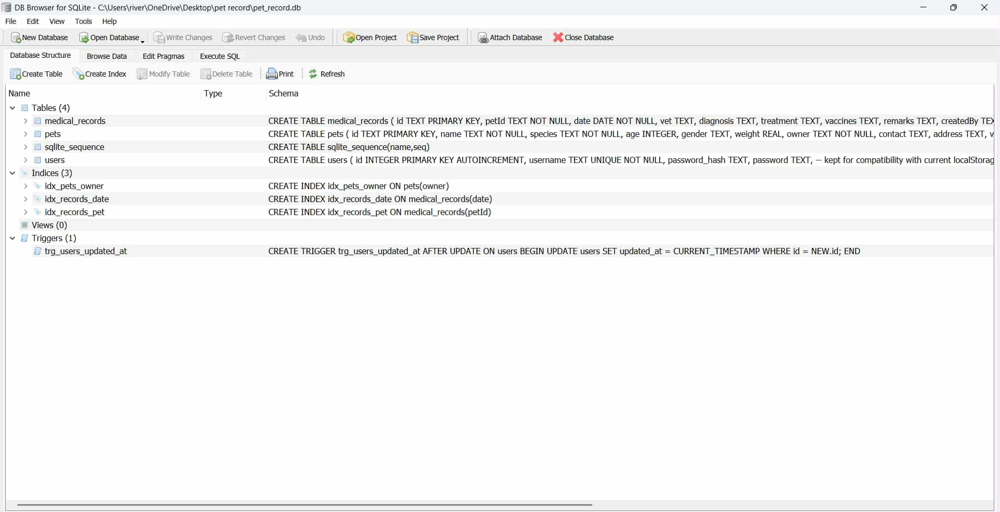 DB Browser for SQLite - C:\Users\river\OneDrive\Desktop\pet record\pet_record.db
File Edit View Tools Help
New Database Open Database Write Changes Revert Changes Undo Open Project Save Project Attach Database Close Database
Database Structure Browse Data Edit Pragmas Execute SQL
Create Table Create Index Modify Table Delete Table Print Refresh
Name Type Schema
Tables (4)
medical_records CREATE TABLE medical_records ( id TEXT PRIMARY KEY, petId TEXT NOT NULL, date DATE NOT NULL, vet TEXT, diagnosis TEXT, treatment TEXT, vaccines TEXT, remarks TEXT, createdBy TEX
pets CREATE TABLE pets ( id TEXT PRIMARY KEY, name TEXT NOT NULL, species TEXT NOT NULL, age INTEGER, gender TEXT, weight REAL, owner TEXT NOT NULL, contact TEXT, address TEXT, v
sqlite_sequence CREATE TABLE sqlite_sequence(name,seq)
users CREATE TABLE users ( id INTEGER PRIMARY KEY AUTOINCREMENT, username TEXT UNIQUE NOT NULL, password_hash TEXT, password TEXT, -- kept for compatibility with current localStorag
Indices (3)
idx_pets_owner CREATE INDEX idx_pets_owner ON pets(owner)
idx_records_date CREATE INDEX idx_records_date ON medical_records(date)
idx_records_pet CREATE INDEX idx_records_pet ON medical_records(petId)
Views (0)
Triggers (1)
trg_users_updated_at CREATE TRIGGER trg_users_updated_at AFTER UPDATE ON users BEGIN UPDATE users SET updated_at = CURRENT_TIMESTAMP WHERE id = NEW.id; END